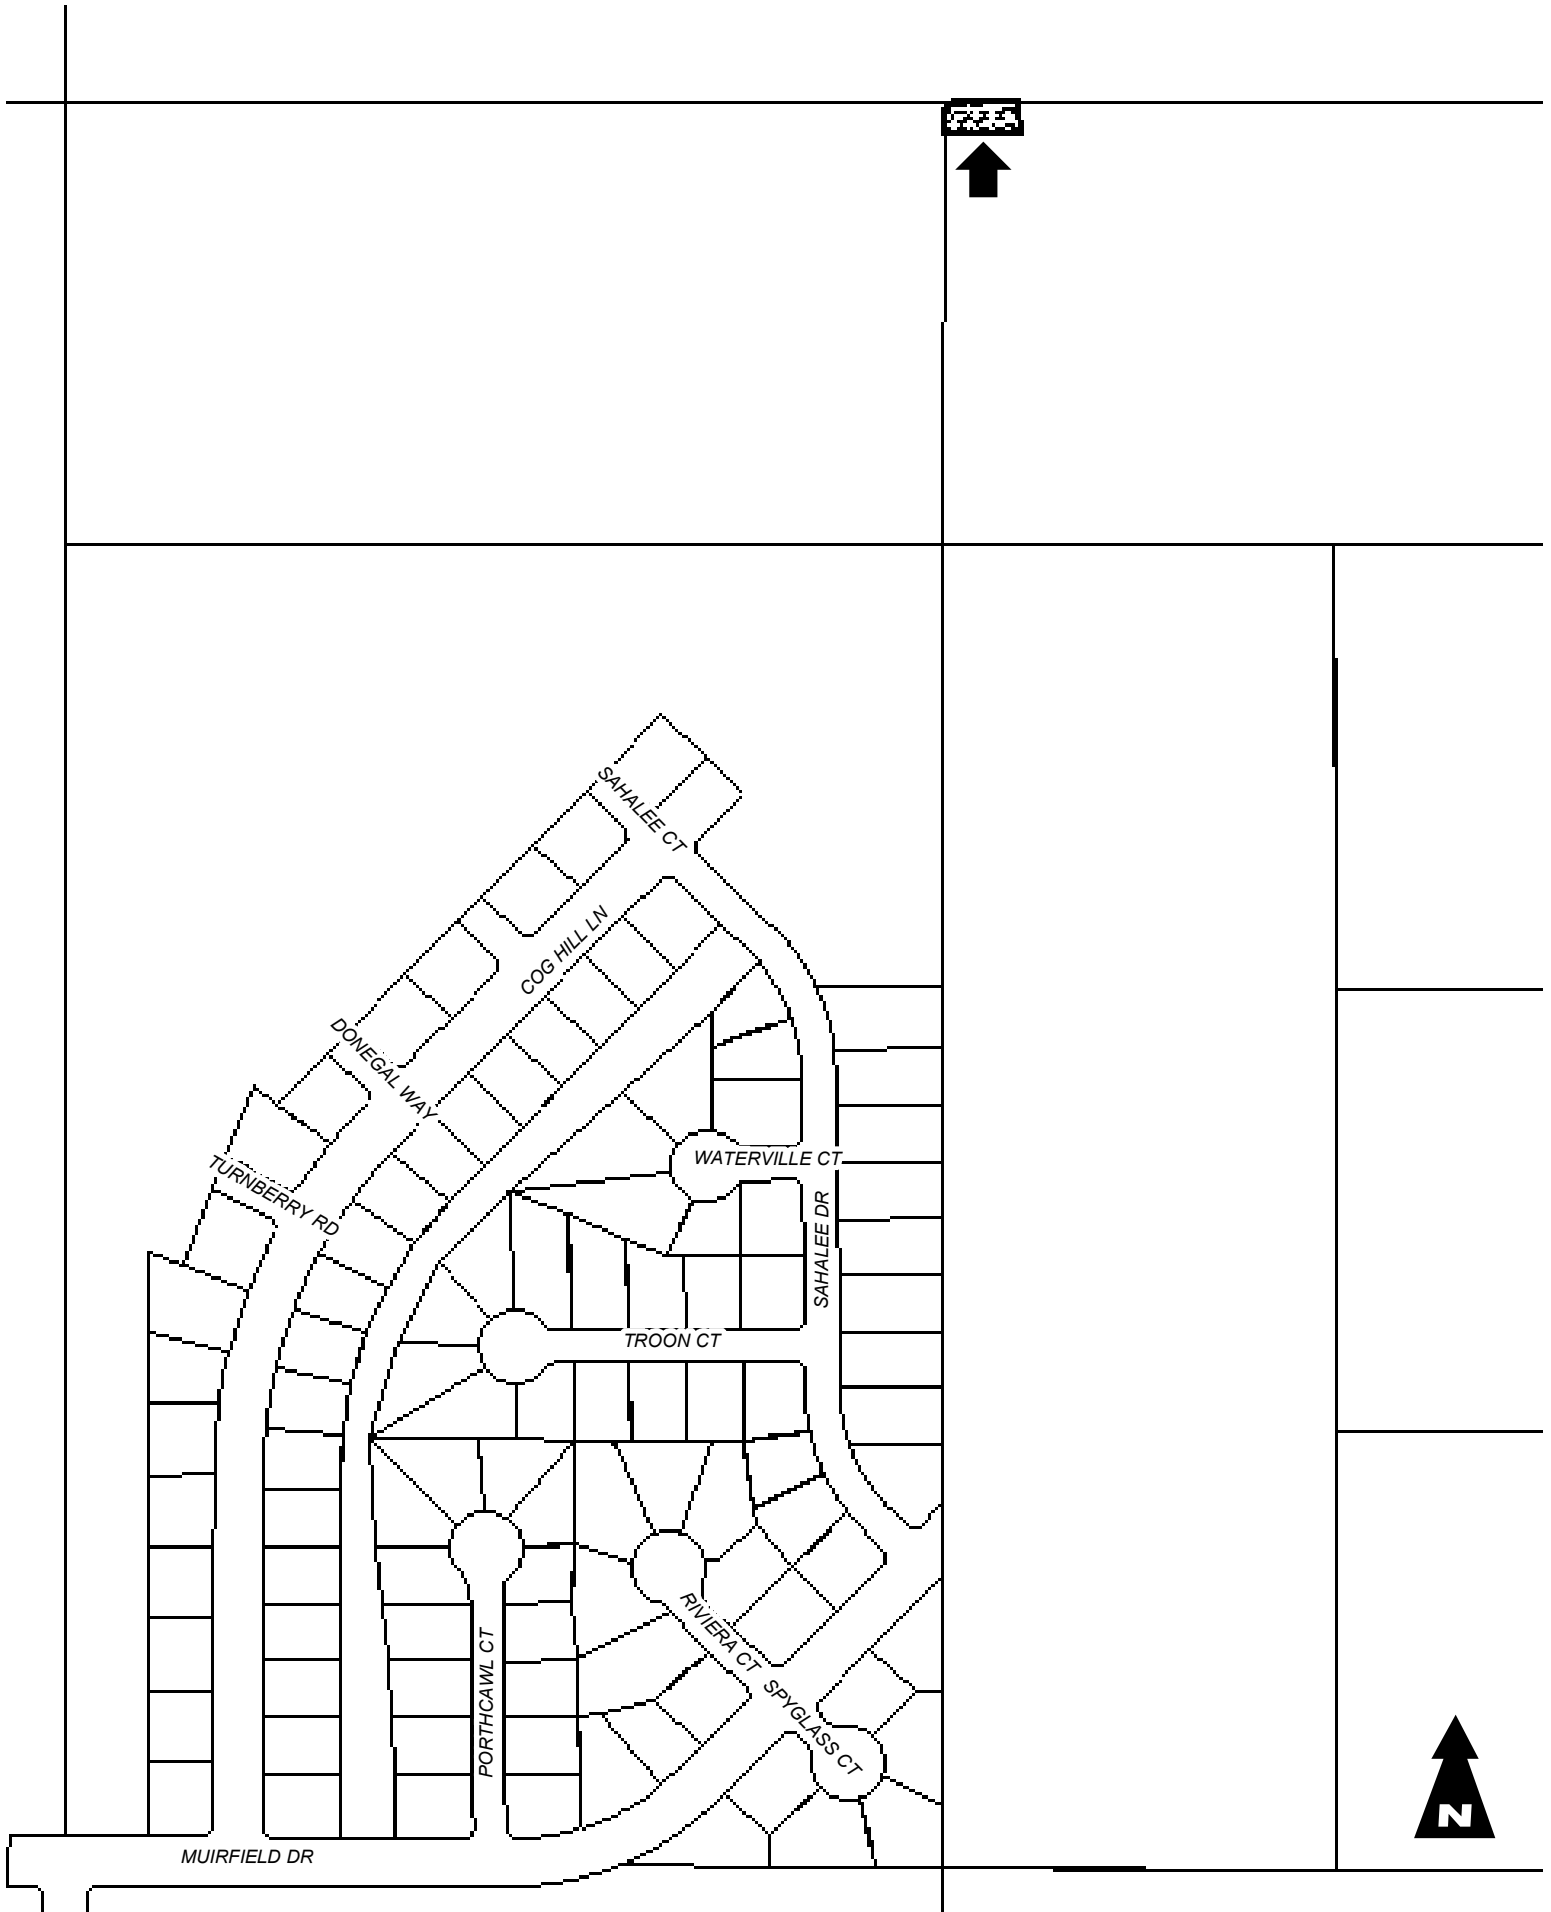 SAHALEE CT
COG HILL LN
DONEGAL WAY
WATERVILLE CT
TURNBERRY RD
SAHALEE DR
TROON CT
RIVIERA CT
PORTHCAWL CT
SPYGLASS CT
N
MUIRFIELD DR